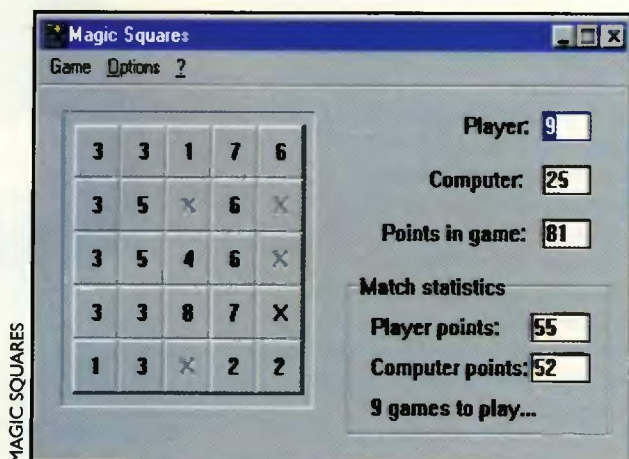 Magic Squares
Game Options ?
3 3 1 7 6
3 5 X 6 X
3 5 4 6 X
3 3 8 7 X
1 3 X 2 2
Player: 9
Computer: 25
Points in game: 81
Match statistics
Player points: 55
Computer points: 52
9 games to play...
MAGIC SQUARES